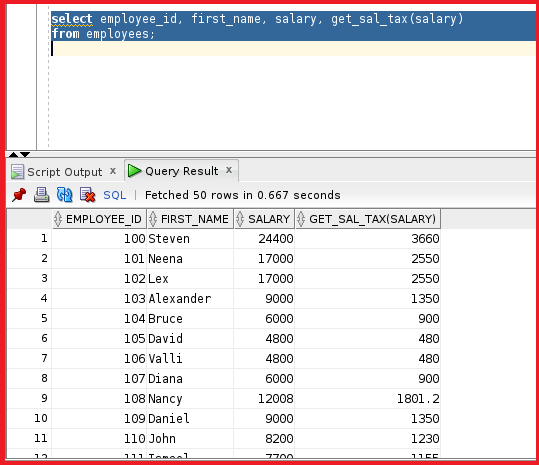 select employee_id, first_name, salary, get_sal_tax(salary)
from employees;
Script Output x Query Result x
SQL | Fetched 50 rows in 0.667 seconds
EMPLOYEE_ID FIRST_NAME SALARY GET_SAL_TAX(SALARY)
1 100 Steven 24400 3660
2 101 Neena 17000 2550
3 102 Lex 17000 2550
4 103 Alexander 9000 1350
5 104 Bruce 6000 900
6 105 David 4800 480
7 106 Valli 4800 480
8 107 Diana 6000 900
9 108 Nancy 12008 1801.2
10 109 Daniel 9000 1350
11 110 John 8200 1230
12 111 Ismael 7700 1155